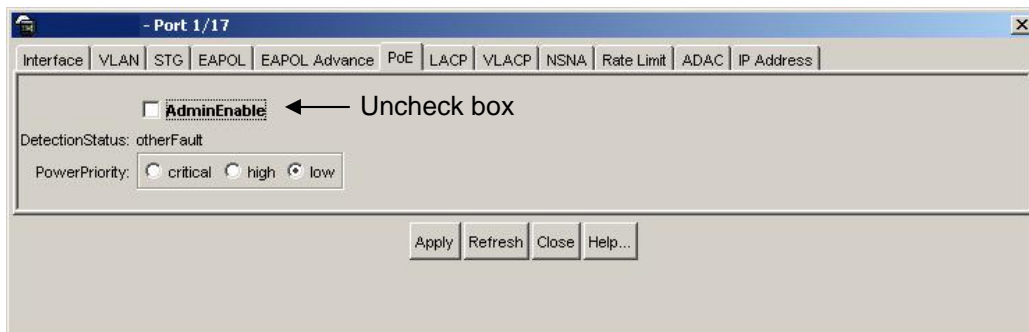 - Port 1/17
Interface VLAN STG EAPOL EAPOL Advance PoE LACP VLACP NSNA Rate Limit ADAC IP Address
AdminEnable Uncheck box
DetectionStatus: otherFault
PowerPriority: critical high low
Apply Refresh Close Help...